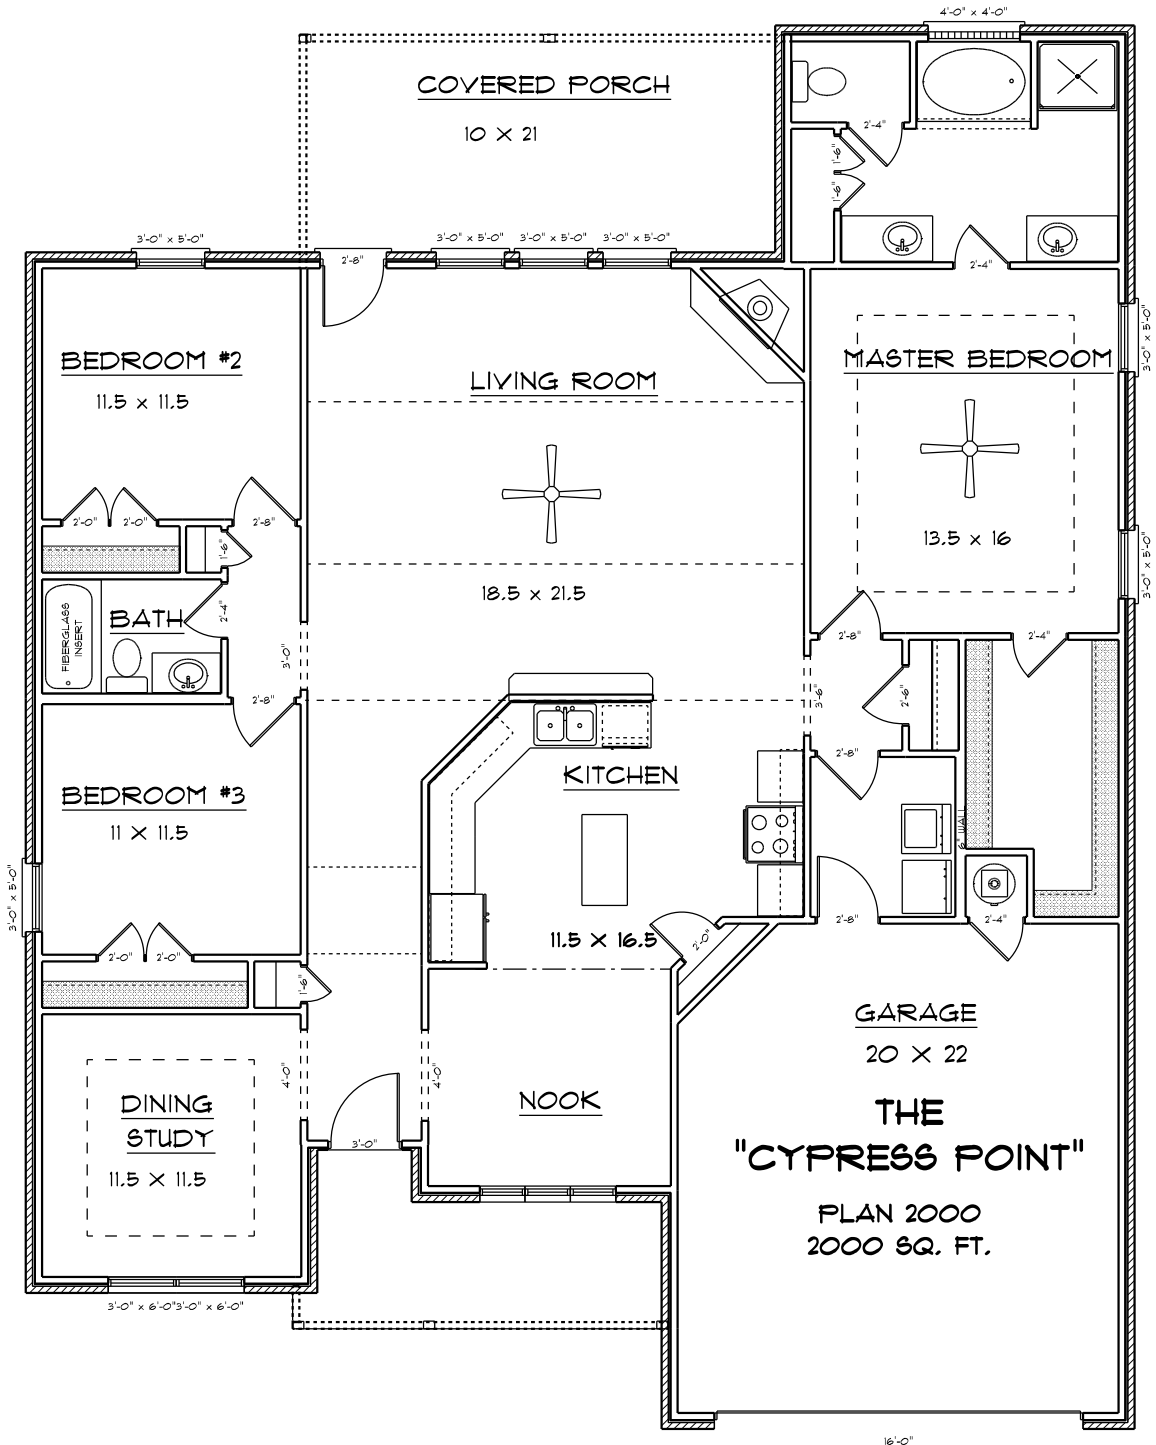 4'-0" x 4'-0"
COVERED PORCH
10 X 21
2'-4"
1'-6"
1'-6"
3'-0" x 5'-0"
2'-8"
3'-0" x 5'-0"
3'-0" x 5'-0"
3'-0" x 5'-0"
2'-4"
3'-0" x 5'-0"
BEDROOM #2
11.5 x 11.5
LIVING ROOM
MASTER BEDROOM
2'-0"
2'-0"
2'-8"
1'-6"
13.5 x 16
3'-0" x 5'-0"
18.5 x 21.5
FIBERGLASS
INSERT
BATH
2'-4"
3'-0"
2'-8"
2'-4"
2'-8"
3'-6"
2'-6"
2'-8"
KITCHEN
BEDROOM #3
11 X 11.5
6" WALL
3'-0" x 5'-0"
2'-8"
2'-4"
11.5 X 16.5
2'-0"
2'-0"
2'-0"
1'-6"
GARAGE
20 X 22
4'-0"
4'-0"
DINING
STUDY
11.5 X 11.5
NOOK
3'-0"
THE
"CYPRESS POINT"
PLAN 2000
2000 SQ. FT.
3'-0" x 6'-0"3'-0" x 6'-0"
16'-0"